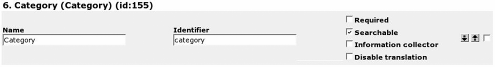 6. Category (Category) (id:155)
Name
Category
Identifier
category
Required
Searchable
Information collector
Disable translation